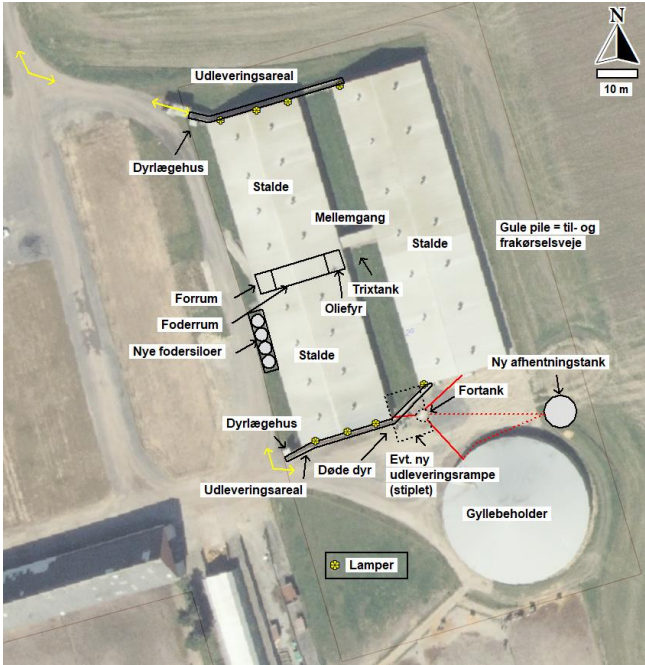 N
10 m
Udleveringsareal
Dyrlægehus
Stalde
Mellemgang
Stalde
Gule pile = til- og
frakørselsveje
Forrum
Trixtank
Oliefyr
Foderrum
Nye fodersiloer
Stalde
Ny afhentningstank
Fortank
Dyrlægehus
Døde dyr
Evt. ny
udleveringsrampe
(stiplet)
Udleveringsareal
Gyllebeholder
Lamper